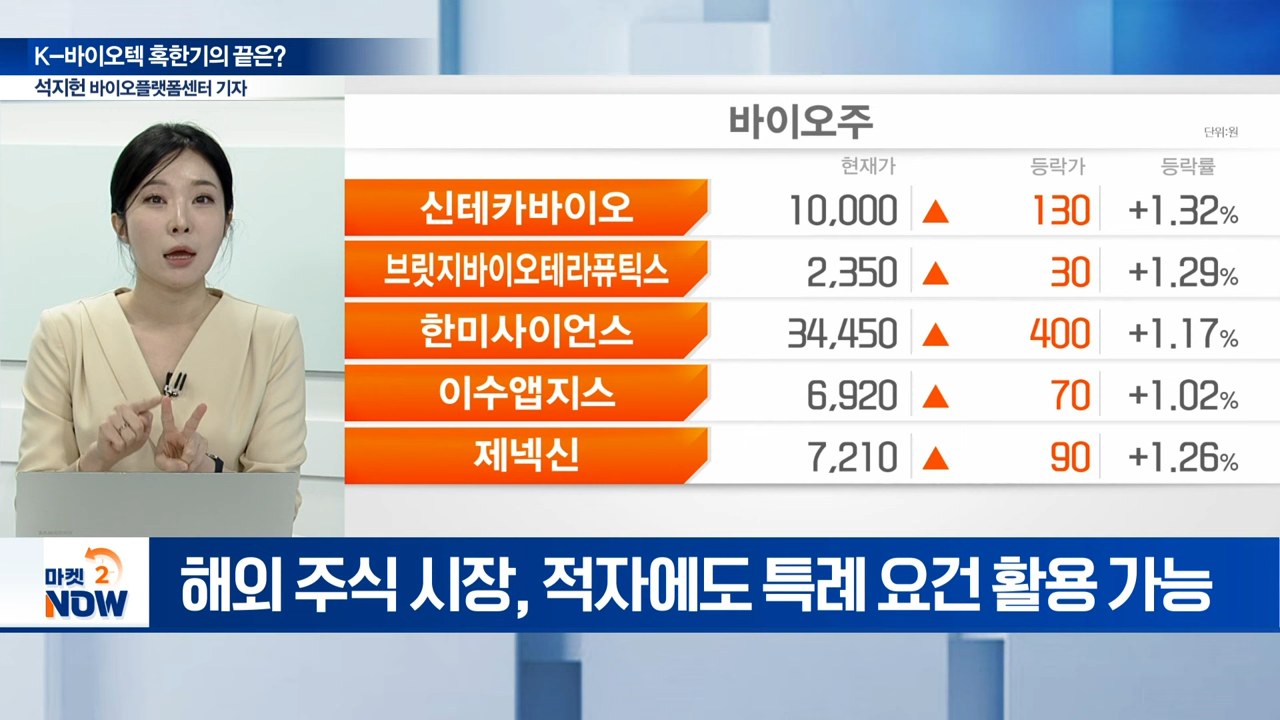 K-바이오텍 혹한기의 끝은?
석지헌 바이오플랫폼센터 기자
바이오주
단위:원
현재가 등락가 등락률
신테카바이오 10,000 ▲ 130 +1.32%
브릿지바이오테라퓨틱스 2,350 ▲ 30 +1.29%
한미사이언스 34,450 ▲ 400 +1.17%
이수앱지스 6,920 ▲ 70 +1.02%
제넥신 7,210 ▲ 90 +1.26%
마켓 2
NOW
해외 주식 시장, 적자에도 특례 요건 활용 가능